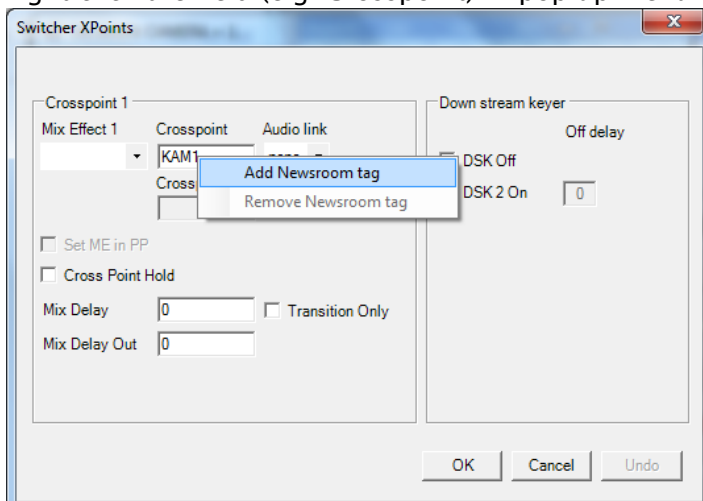 Switcher XPoints
Crosspoint 1
Mix Effect 1 Crosspoint Audio link
KAM1
Add Newsroom tag
Remove Newsroom tag
Set ME in PP
Cross Point Hold
Mix Delay 0 Transition Only
Mix Delay Out 0
Down stream keyer
Off delay
DSK Off
DSK 2 On 0
OK Cancel Undo